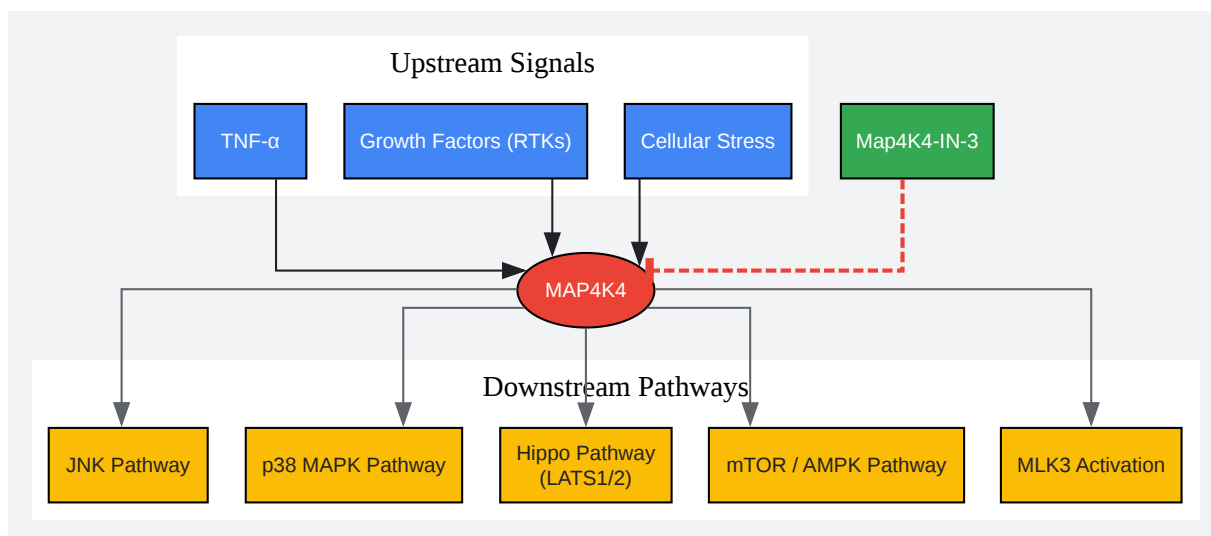 Upstream Signals
TNF-α
Growth Factors (RTKs)
Cellular Stress
Map4K4-IN-3
MAP4K4
Downstream Pathways
JNK Pathway
p38 MAPK Pathway
Hippo Pathway
(LATS1/2)
mTOR / AMPK Pathway
MLK3 Activation